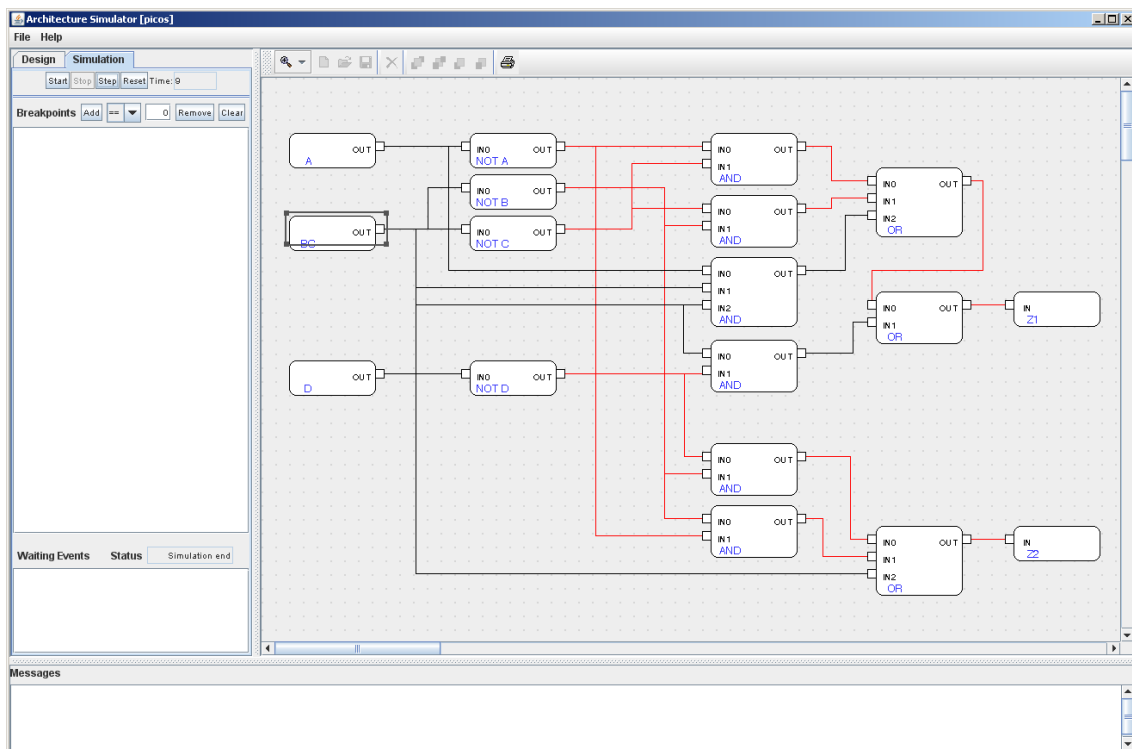 Architecture Simulator [picos]
File Help
Design Simulation
Start Stop Step Reset Time: 9
Breakpoints Add == 0 Remove Clear
Waiting Events Status Simulation end
OUT
A
IN0 OUT
NOT A
IN0 OUT
NOT B
OUT
BC
IN0 OUT
NOT C
OUT
D
IN0 OUT
NOT D
IN0 OUT
IN1
AND
IN0 OUT
IN1
AND
IN0 OUT
IN1
IN2
AND
IN0 OUT
IN1
AND
IN0 OUT
IN1
AND
IN0 OUT
IN1
AND
IN0 OUT
IN1
IN2
OR
IN0 OUT
IN1
OR
IN
Z1
IN0 OUT
IN1
IN2
OR
IN
Z2
Messages